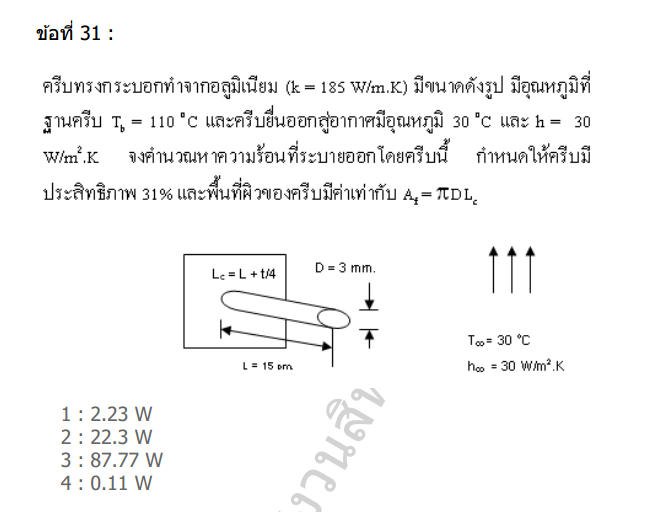 ข้อที่ 31 :
ครีบทรงกระบอกทำจากอลูมิเนียม (k = 185 W/m.K) มีขนาดดังรูป มีอุณหภูมิที่
ฐานครีบ T_b = 110 °C และครีบยื่นออกสู่อากาศมีอุณหภูมิ 30 °C และ h = 30
W/m².K จงคำนวณหาความร้อนที่ระบายออกโดยครีบนี้ กำหนดให้ครีบมี
ประสิทธิภาพ 31% และพื้นที่ผิวของครีบมีค่าเท่ากับ A_f = πDL_c
L_c = L + t/4
D = 3 mm.
L = 15 cm.
T∞ = 30 °C
h∞ = 30 W/m².K
1 : 2.23 W
2 : 22.3 W
3 : 87.77 W
4 : 0.11 W